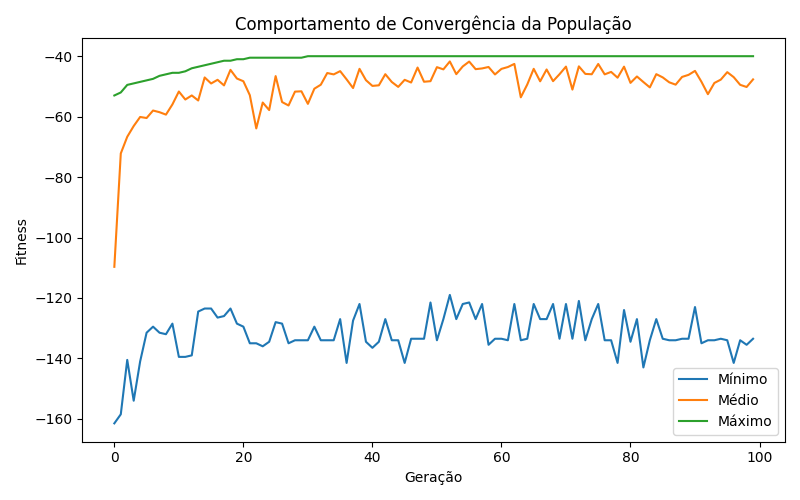 Comportamento de Convergência da População
Fitness
−40
−60
−80
−100
−120
−140
−160
0 20 40 60 80 100
Geração
Mínimo
Médio
Máximo